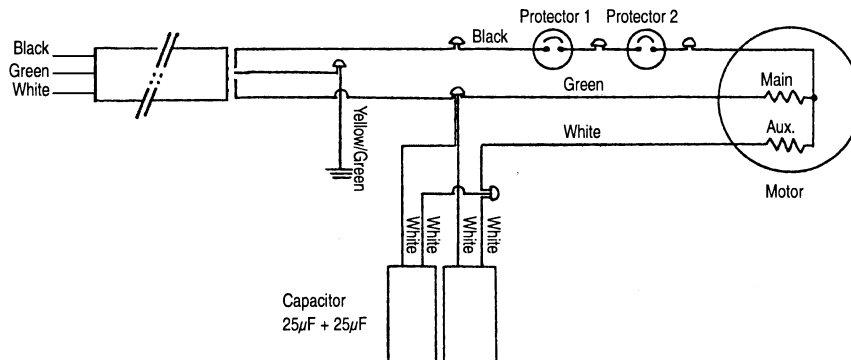 Protector 1
Protector 2
Black
Black
Green
White
Green
Main
White
Aux.
Motor
Yellow/Green
White
White
White
White
Capacitor
25µF + 25µF